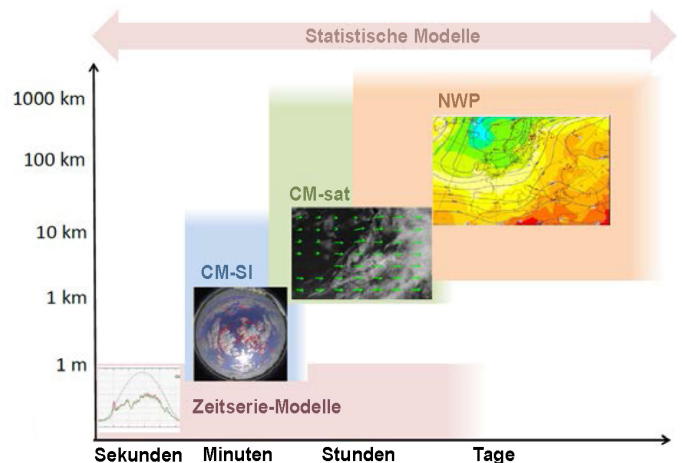 Statistische Modelle
1000 km
NWP
100 km
CM-sat
10 km
CM-SI
1 km
1 m
Zeitserie-Modelle
Sekunden Minuten Stunden Tage